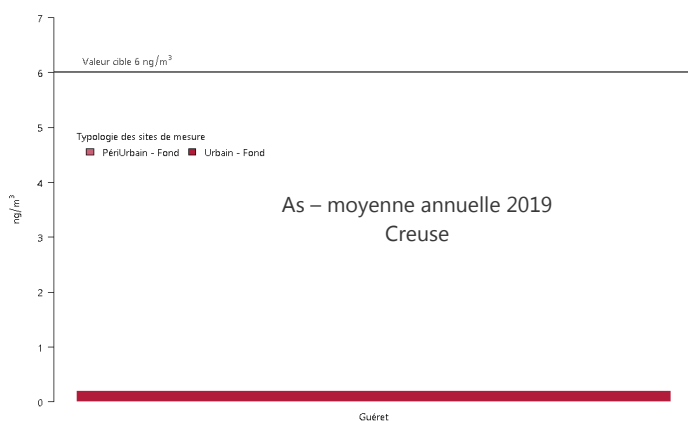 7
Valeur cible 6 ng/m³
6
5
Typologie des sites de mesure
PériUrbain - Fond Urbain - Fond
4
ng/m³
As – moyenne annuelle 2019
Creuse
3
2
1
0
Guéret